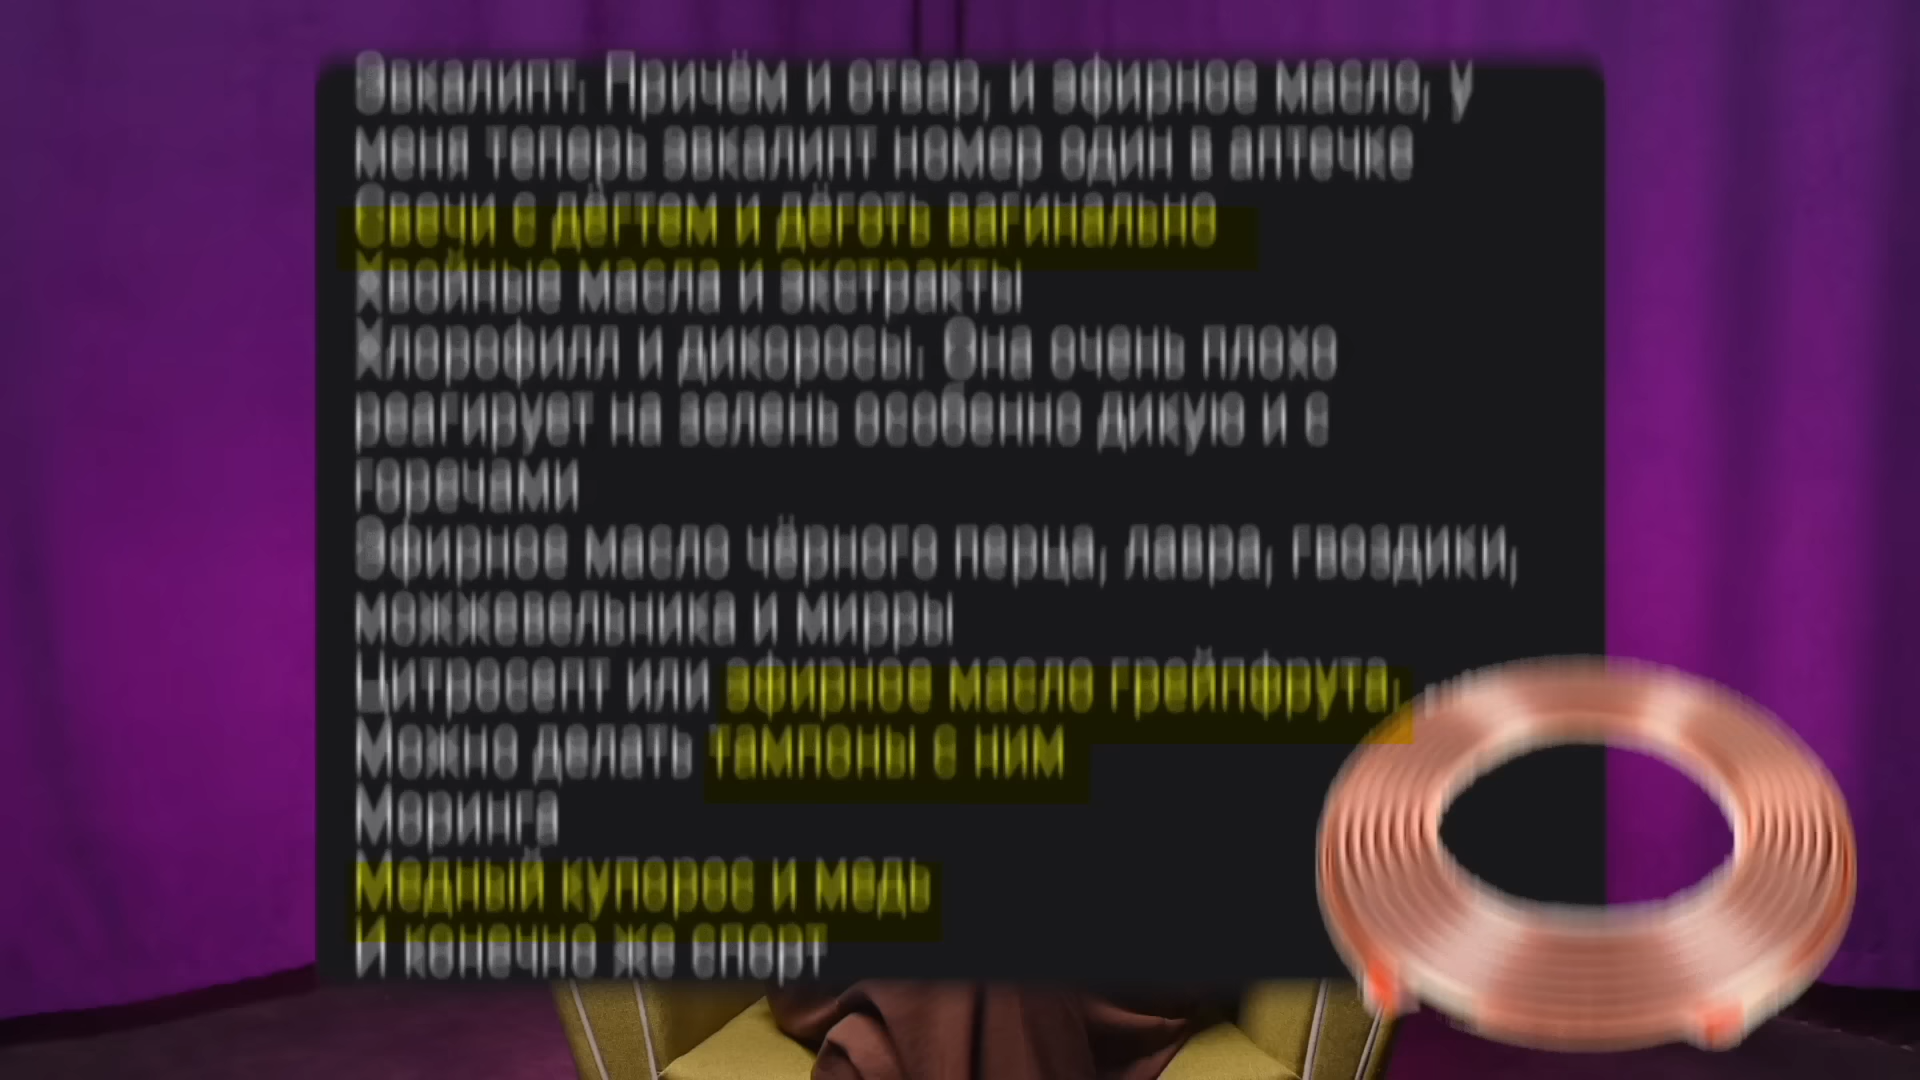 Эвкалипт. Причём и отвар, и эфирное масло, у
меня теперь эвкалипт номер один в аптечке
Свечи с дёгтем и дёготь вагинально
Хвойные масла и экстракты
Хлорофилл и дикоросы. Она очень плохо
реагирует на зелень особенно дикую и с
горечами
Эфирное масло чёрного перца, лавра, гвоздики,
можжевельника и мирры
Цитросепт или эфирное масло грейпфрута,
Можно делать тампоны с ним
Моринга
Медный купорос и медь
И конечно же спорт